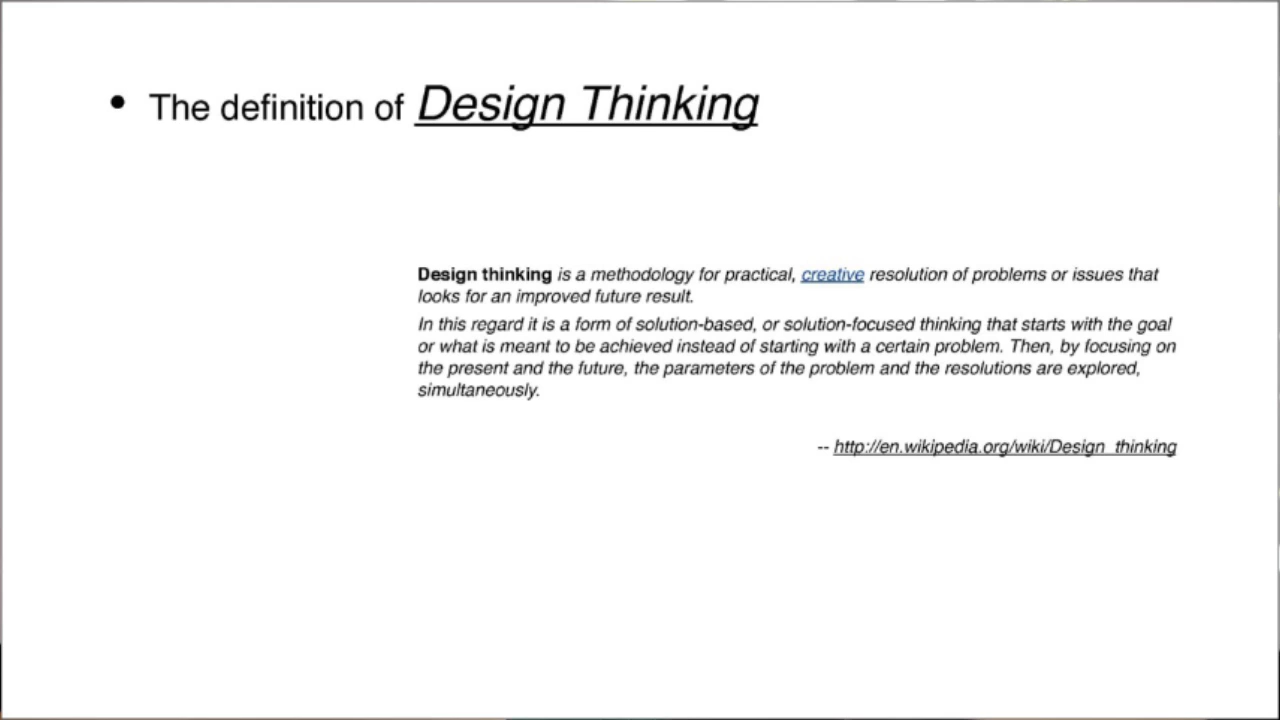 • The definition of Design Thinking
Design thinking is a methodology for practical, creative resolution of problems or issues that
looks for an improved future result.
In this regard it is a form of solution-based, or solution-focused thinking that starts with the goal
or what is meant to be achieved instead of starting with a certain problem. Then, by focusing on
the present and the future, the parameters of the problem and the resolutions are explored,
simultaneously.
-- http://en.wikipedia.org/wiki/Design_thinking